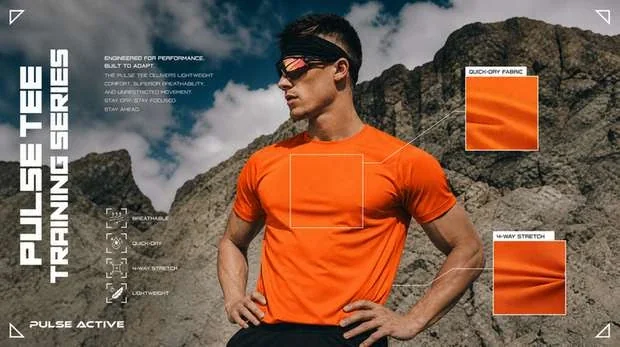 PULSE TEE
TRAINING SERIES
ENGINEERED FOR PERFORMANCE.
BUILT TO ADAPT.
THE PULSE TEE DELIVERS LIGHTWEIGHT
COMFORT, SUPERIOR BREATHABILITY,
AND UNRESTRICTED MOVEMENT.
STAY DRY. STAY FOCUSED.
STAY AHEAD.
QUICK-DRY FABRIC
BREATHABLE
QUICK-DRY
4-WAY STRETCH
LIGHTWEIGHT
4-WAY STRETCH
PULSE ACTIVE